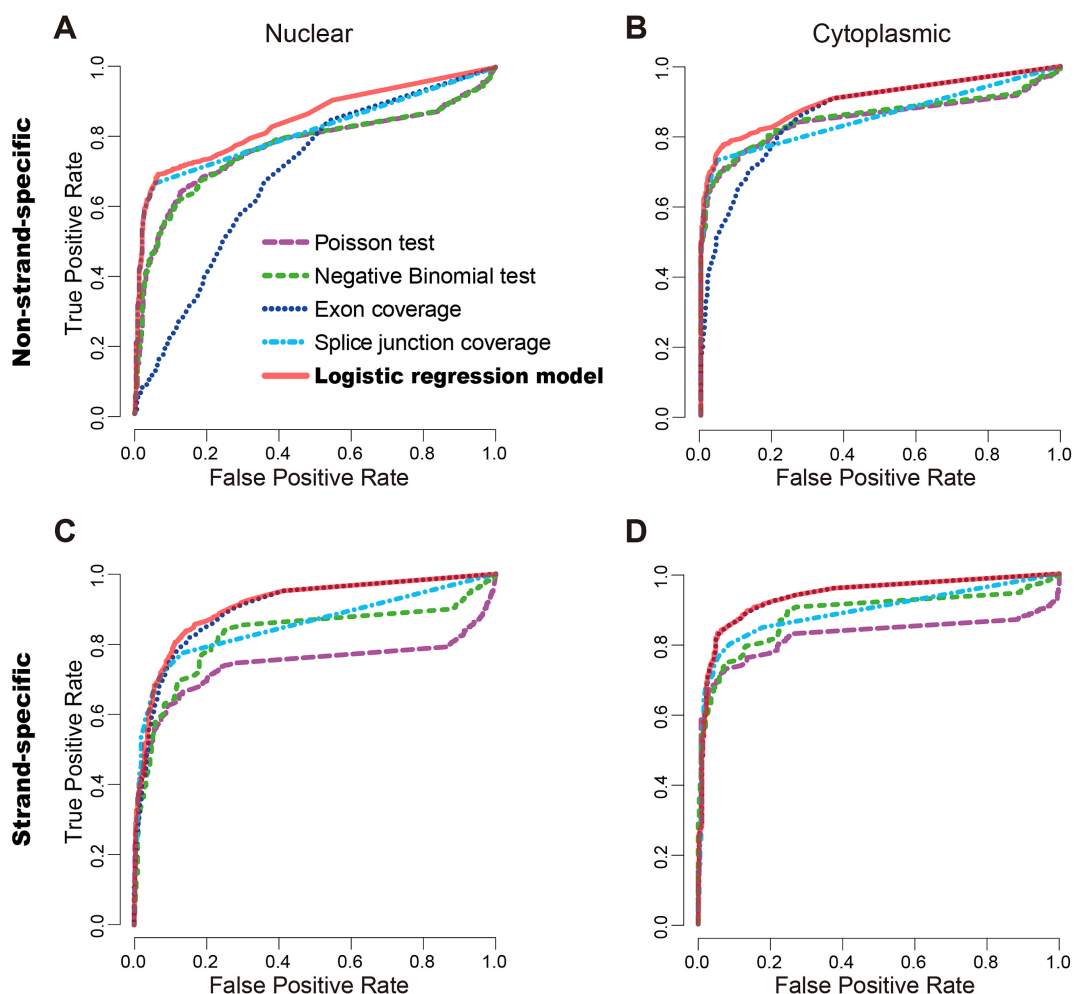 A
Nuclear
B
Cytoplasmic
Non-strand-specific
True Positive Rate
0.0
0.2
0.4
0.6
0.8
1.0
Poisson test
Negative Binomial test
Exon coverage
Splice junction coverage
Logistic regression model
0.0 0.2 0.4 0.6 0.8 1.0
False Positive Rate
0.0
0.2
0.4
0.6
0.8
1.0
0.0 0.2 0.4 0.6 0.8 1.0
False Positive Rate
C
D
Strand-specific
True Positive Rate
0.0
0.2
0.4
0.6
0.8
1.0
0.0 0.2 0.4 0.6 0.8 1.0
False Positive Rate
0.0
0.2
0.4
0.6
0.8
1.0
0.0 0.2 0.4 0.6 0.8 1.0
False Positive Rate